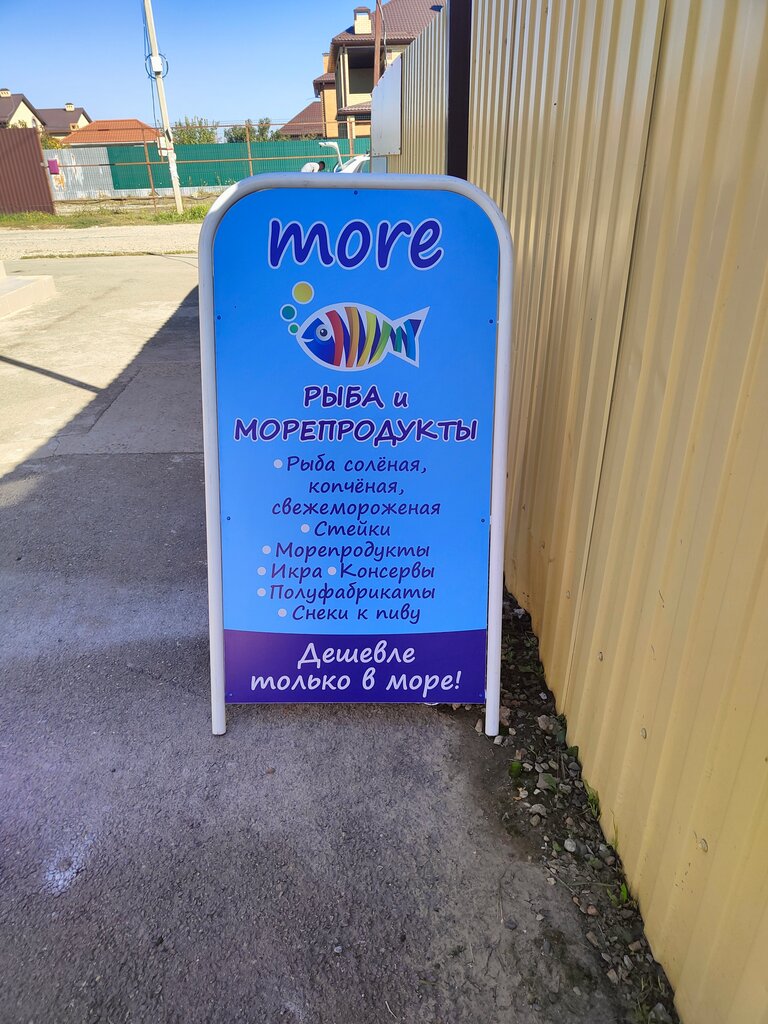 more
РЫБА и
МОРЕПРОДУКТЫ
• Рыба солёная,
копчёная,
свежемороженая
• Стейки
• Морепродукты
• Икра • Консервы
• Полуфабрикаты
• Снеки к пиву
Дешевле
только в море!